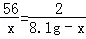 56/x = 2/(8.1g - x)